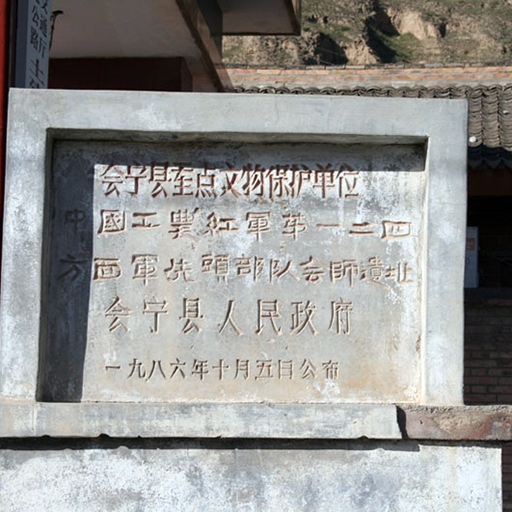 会宁县重点文物保护单位
中國工農紅軍第一二四
方面軍先頭部队会師遺址
会宁县人民政府
一九八六年十月五日公布